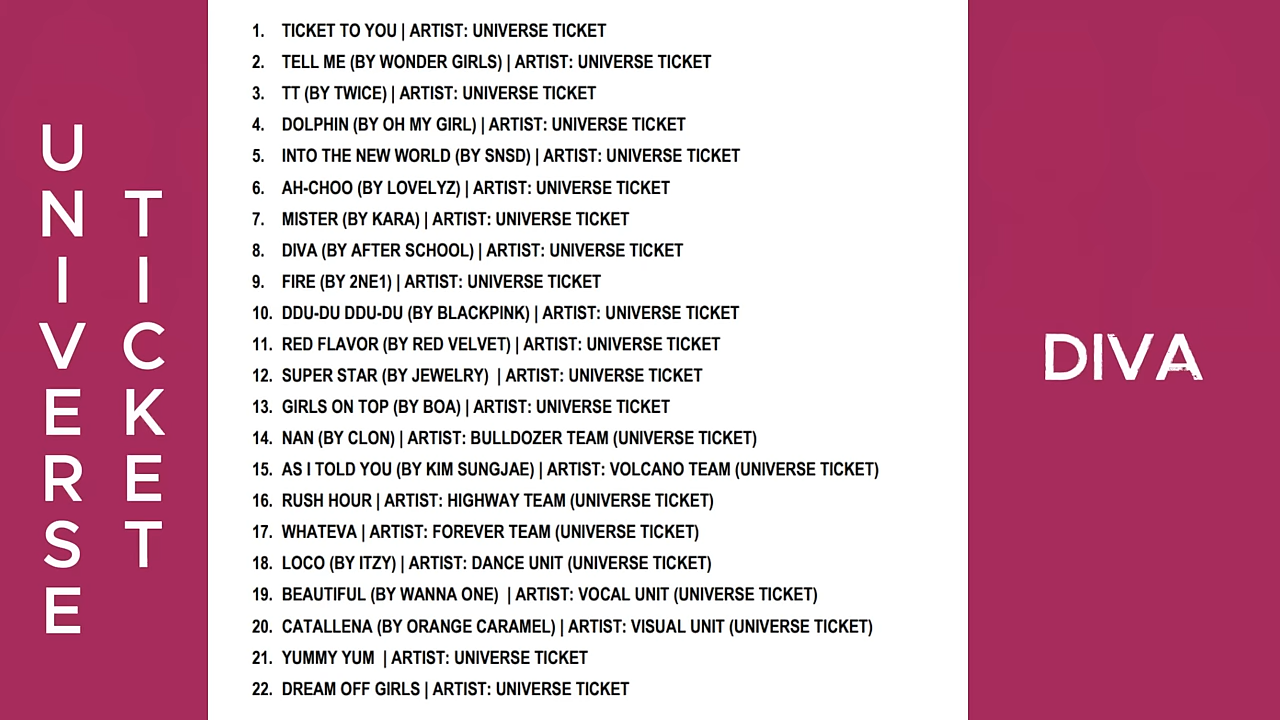 UNIVERSE
TICKET
1. TICKET TO YOU | ARTIST: UNIVERSE TICKET
2. TELL ME (BY WONDER GIRLS) | ARTIST: UNIVERSE TICKET
3. TT (BY TWICE) | ARTIST: UNIVERSE TICKET
4. DOLPHIN (BY OH MY GIRL) | ARTIST: UNIVERSE TICKET
5. INTO THE NEW WORLD (BY SNSD) | ARTIST: UNIVERSE TICKET
6. AH-CHOO (BY LOVELYZ) | ARTIST: UNIVERSE TICKET
7. MISTER (BY KARA) | ARTIST: UNIVERSE TICKET
8. DIVA (BY AFTER SCHOOL) | ARTIST: UNIVERSE TICKET
9. FIRE (BY 2NE1) | ARTIST: UNIVERSE TICKET
10. DDU-DU DDU-DU (BY BLACKPINK) | ARTIST: UNIVERSE TICKET
11. RED FLAVOR (BY RED VELVET) | ARTIST: UNIVERSE TICKET
12. SUPER STAR (BY JEWELRY) | ARTIST: UNIVERSE TICKET
13. GIRLS ON TOP (BY BOA) | ARTIST: UNIVERSE TICKET
14. NAN (BY CLON) | ARTIST: BULLDOZER TEAM (UNIVERSE TICKET)
15. AS I TOLD YOU (BY KIM SUNGJAE) | ARTIST: VOLCANO TEAM (UNIVERSE TICKET)
16. RUSH HOUR | ARTIST: HIGHWAY TEAM (UNIVERSE TICKET)
17. WHATEVA | ARTIST: FOREVER TEAM (UNIVERSE TICKET)
18. LOCO (BY ITZY) | ARTIST: DANCE UNIT (UNIVERSE TICKET)
19. BEAUTIFUL (BY WANNA ONE) | ARTIST: VOCAL UNIT (UNIVERSE TICKET)
20. CATALLENA (BY ORANGE CARAMEL) | ARTIST: VISUAL UNIT (UNIVERSE TICKET)
21. YUMMY YUM | ARTIST: UNIVERSE TICKET
22. DREAM OFF GIRLS | ARTIST: UNIVERSE TICKET
DIVA